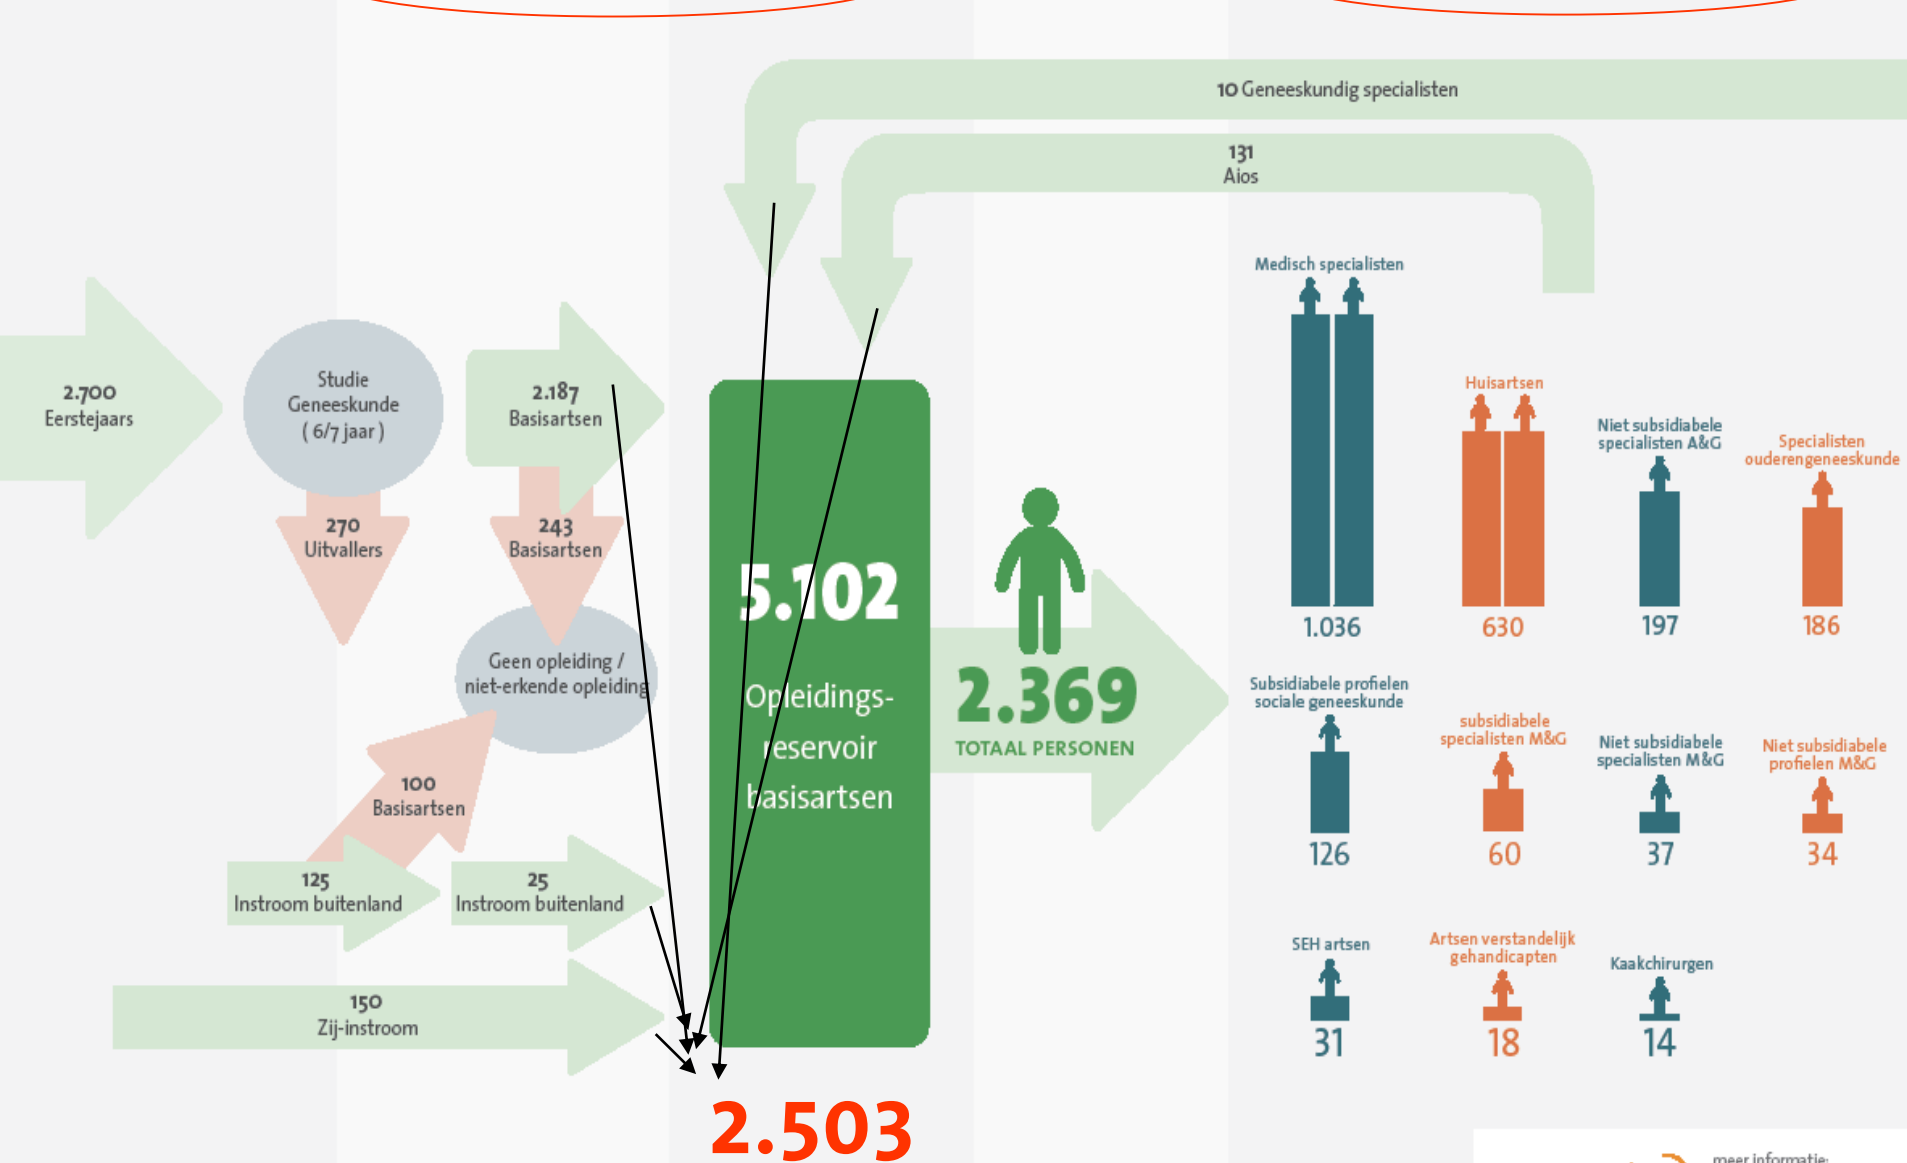 10 Geneeskundig specialisten
131
Aios
2.700
Eerstejaars
Studie
Geneeskunde
( 6/7 jaar )
2.187
Basisartsen
270
Uitvallers
243
Basisartsen
Geen opleiding /
niet-erkende opleiding
100
Basisartsen
125
Instroom buitenland
25
Instroom buitenland
150
Zij-instroom
5.102
Opleidings-
reservoir
basisartsen
2.503
2.369
TOTAAL PERSONEN
Medisch specialisten
1.036
Huisartsen
630
Niet subsidiabele
specialisten A&G
197
Specialisten
ouderengeneeskunde
186
Subsidiabele profielen
sociale geneeskunde
126
subsidiabele
specialisten M&G
60
Niet subsidiabele
specialisten M&G
37
Niet subsidiabele
profielen M&G
34
SEH artsen
31
Artsen verstandelijk
gehandicapten
18
Kaakchirurgen
14
meer informatie: